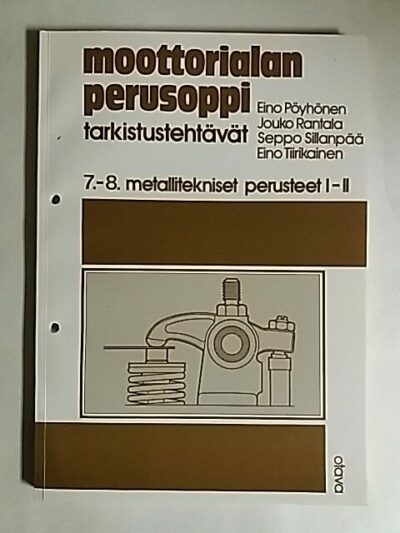 moottorialan
perusoppi
tarkistustehtävät
Eino Pöyhönen
Jouko Rantala
Seppo Sillanpää
Eino Tiirikainen
7.-8. metallitekniset perusteet I-II
otava